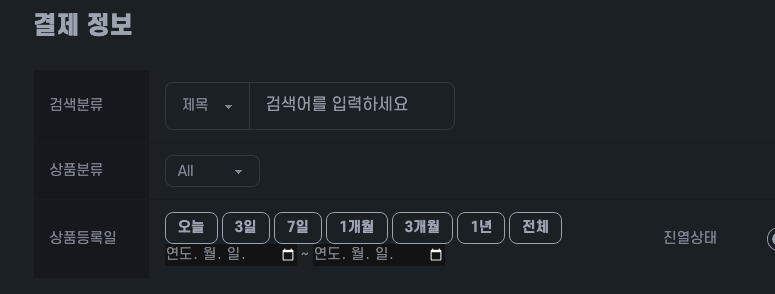 결제 정보
검색분류 제목 검색어를 입력하세요
상품분류 All
상품등록일 오늘 3일 7일 1개월 3개월 1년 전체 진열상태
연도. 월. 일. ~ 연도. 월. 일.